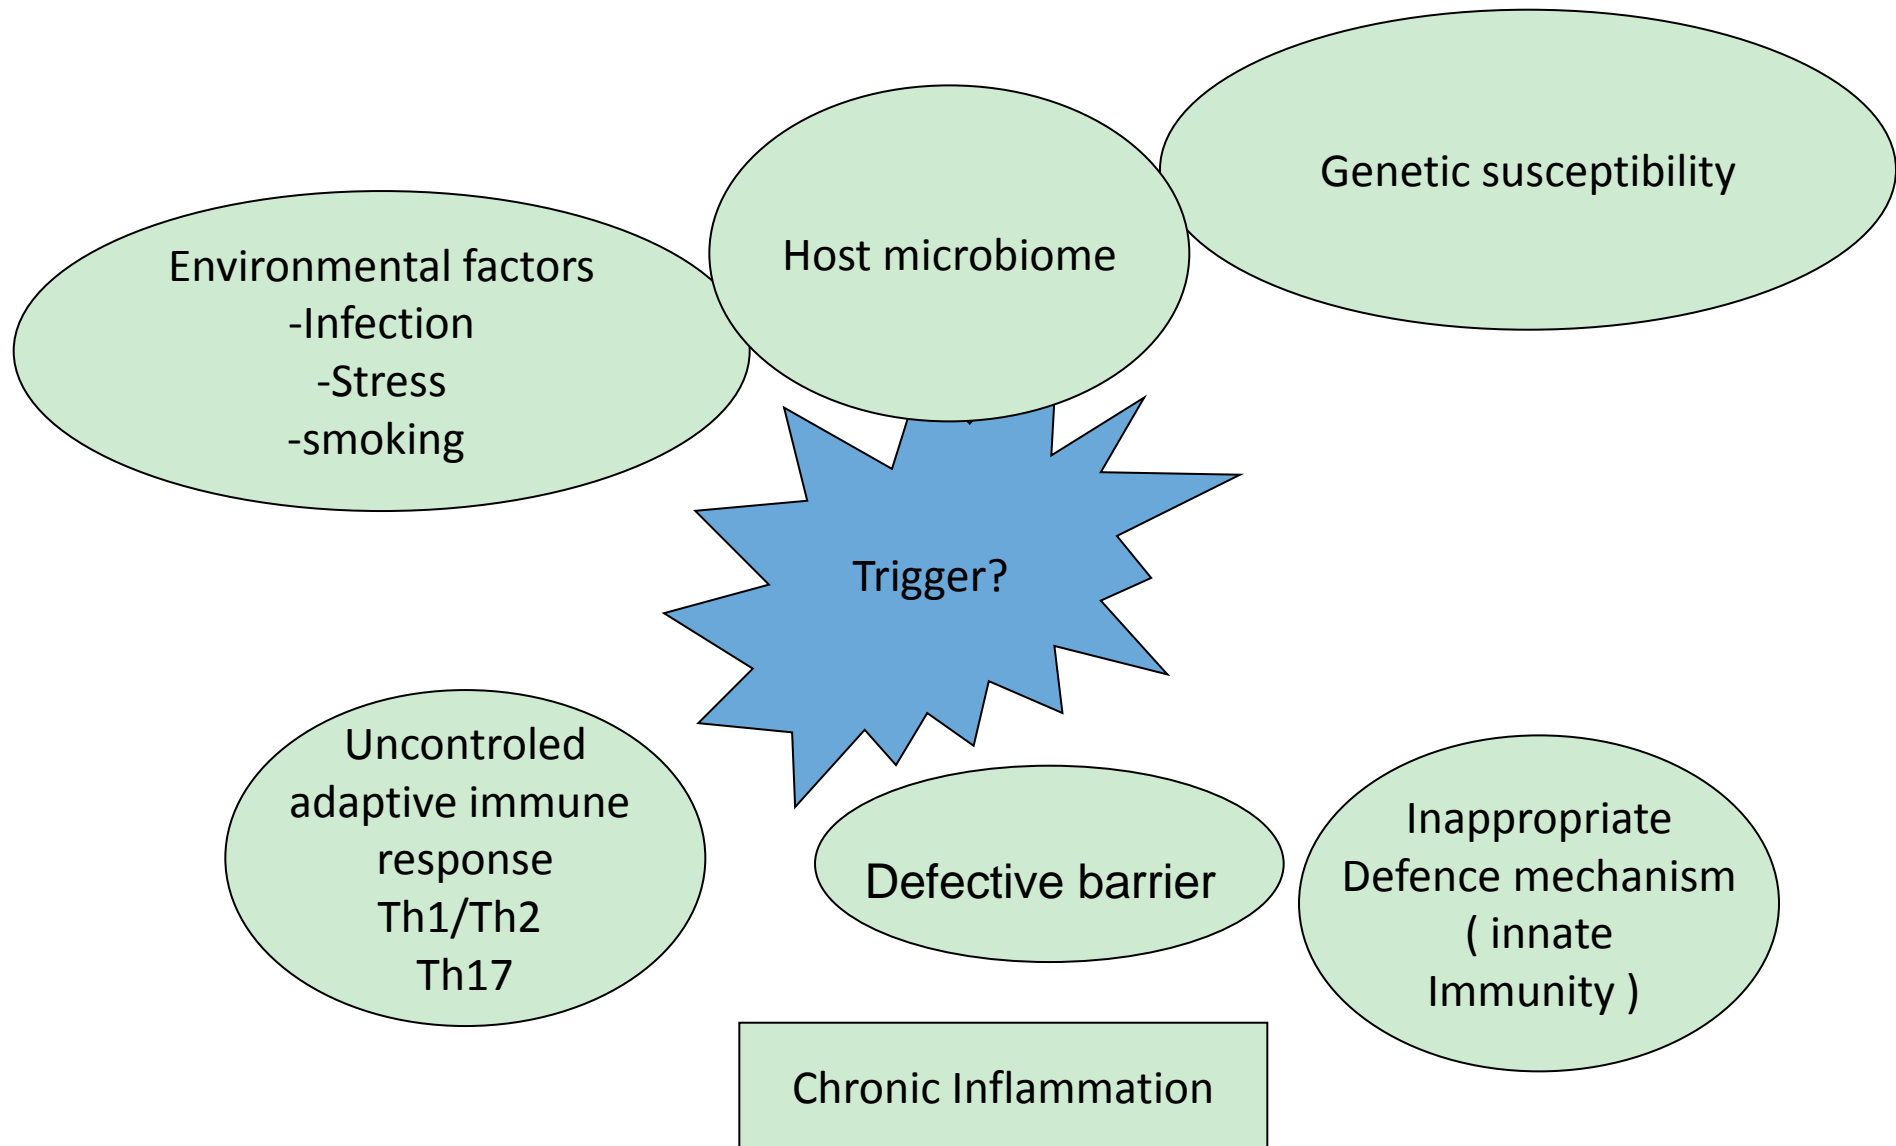 Genetic susceptibility
Host microbiome
Environmental factors
-Infection
-Stress
-smoking
Trigger?
Uncontroled
adaptive immune
response
Th1/Th2
Th17
Defective barrier
Inappropriate
Defence mechanism
( innate
Immunity )
Chronic Inflammation